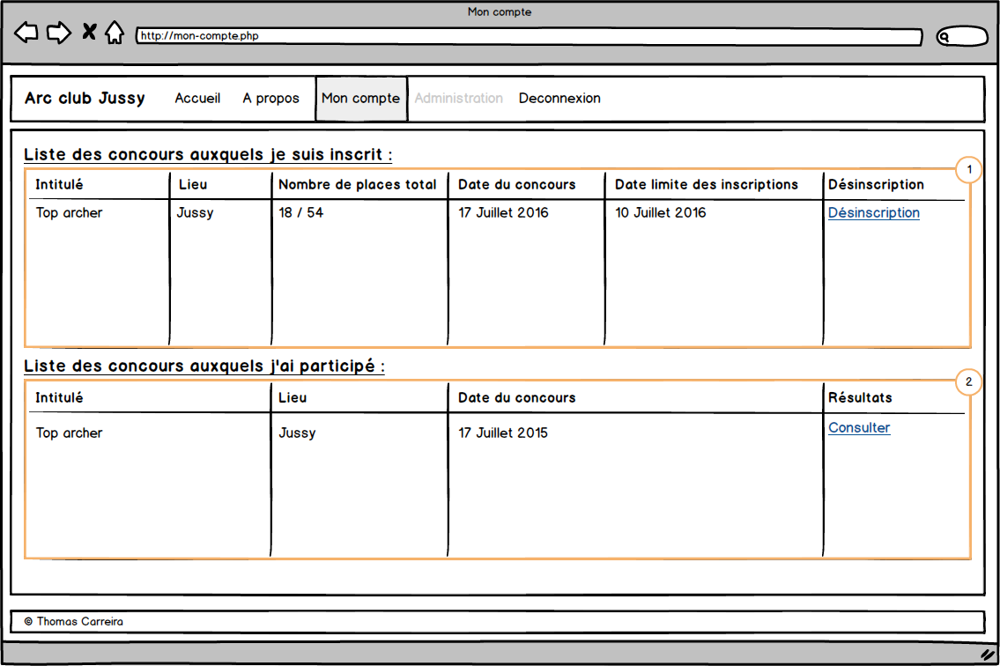 Mon compte
http://mon-compte.php
Arc club Jussy Accueil A propos Mon compte Administration Deconnexion
Liste des concours auxquels je suis inscrit :
1
Intitulé Lieu Nombre de places total Date du concours Date limite des inscriptions Désinscription
Top archer Jussy 18 / 54 17 Juillet 2016 10 Juillet 2016 Désinscription
Liste des concours auxquels j'ai participé :
2
Intitulé Lieu Date du concours Résultats
Top archer Jussy 17 Juillet 2015 Consulter
© Thomas Carreira